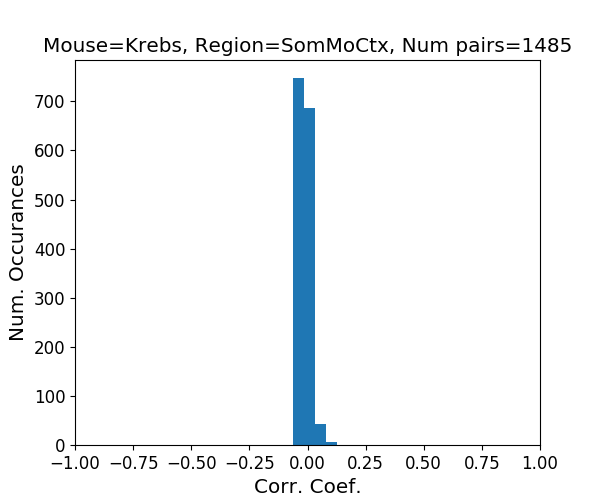 Mouse=Krebs, Region=SomMoCtx, Num pairs=1485
Num. Occurances
700
600
500
400
300
200
100
0
−1.00 −0.75 −0.50 −0.25 0.00 0.25 0.50 0.75 1.00
Corr. Coef.